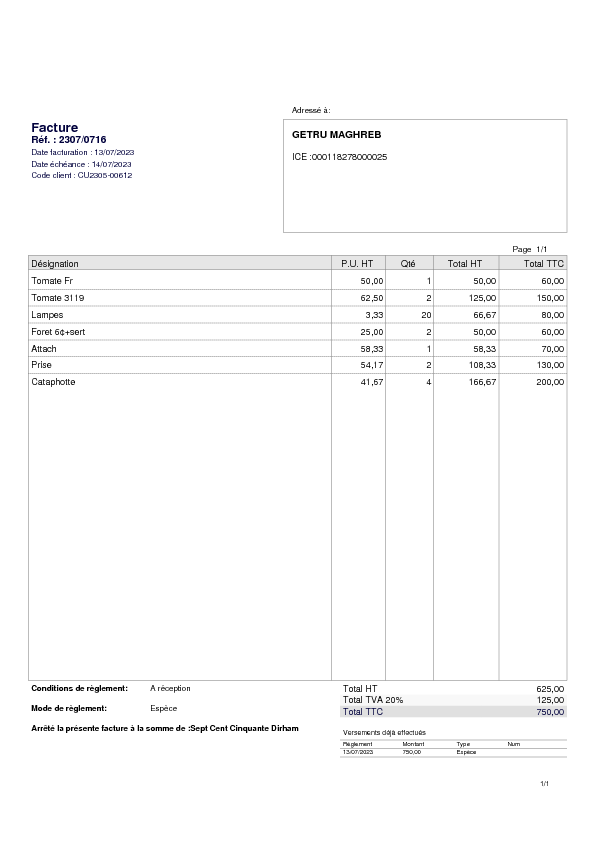 Adressé à:
Facture
Réf. : 2307/0716
Date facturation : 13/07/2023
Date échéance : 14/07/2023
Code client : CU2305-00612
GETRU MAGHREB
ICE :000118278000025
Page 1/1
Désignation P.U. HT Qté Total HT Total TTC
Tomate Fr 50,00 1 50,00 60,00
Tomate 3119 62,50 2 125,00 150,00
Lampes 3,33 20 66,67 80,00
Foret 6¢+sert 25,00 2 50,00 60,00
Attach 58,33 1 58,33 70,00
Prise 54,17 2 108,33 130,00
Cataphotte 41,67 4 166,67 200,00
Conditions de règlement: A réception
Mode de règlement: Espèce
Arrêté la présente facture à la somme de :Sept Cent Cinquante Dirham
Total HT 625,00
Total TVA 20% 125,00
Total TTC 750,00
Versements déjà effectués
Règlement Montant Type Num
13/07/2023 750,00 Espèce
1/1